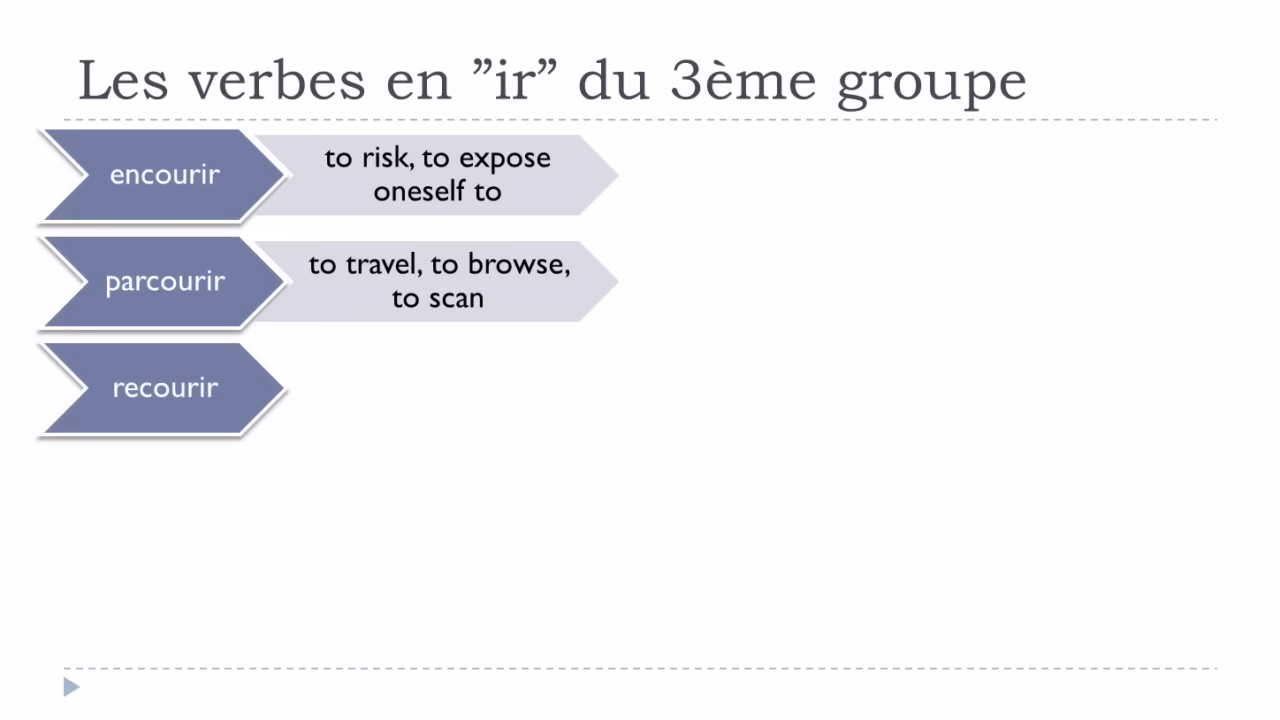 Les verbes en ”ir” du 3ème groupe
encourir
to risk, to expose
oneself to
parcourir
to travel, to browse,
to scan
recourir